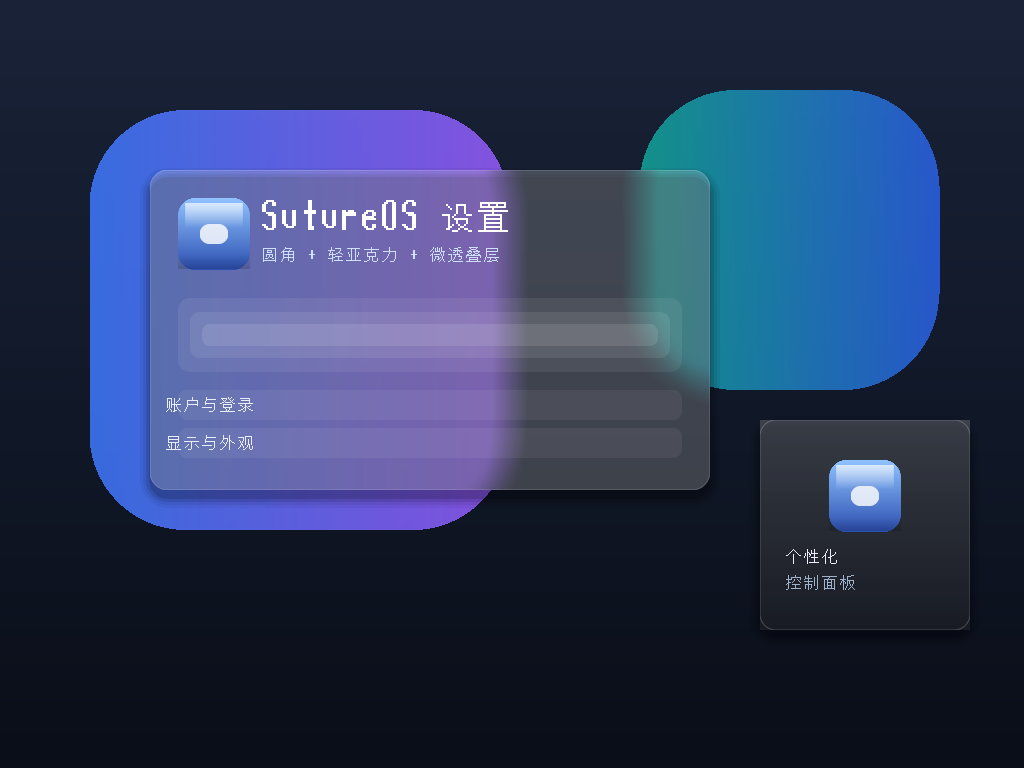 SutureOS 设置
圆角 + 轻亚克力 + 微透叠层
账户与登录
显示与外观
个性化
控制面板